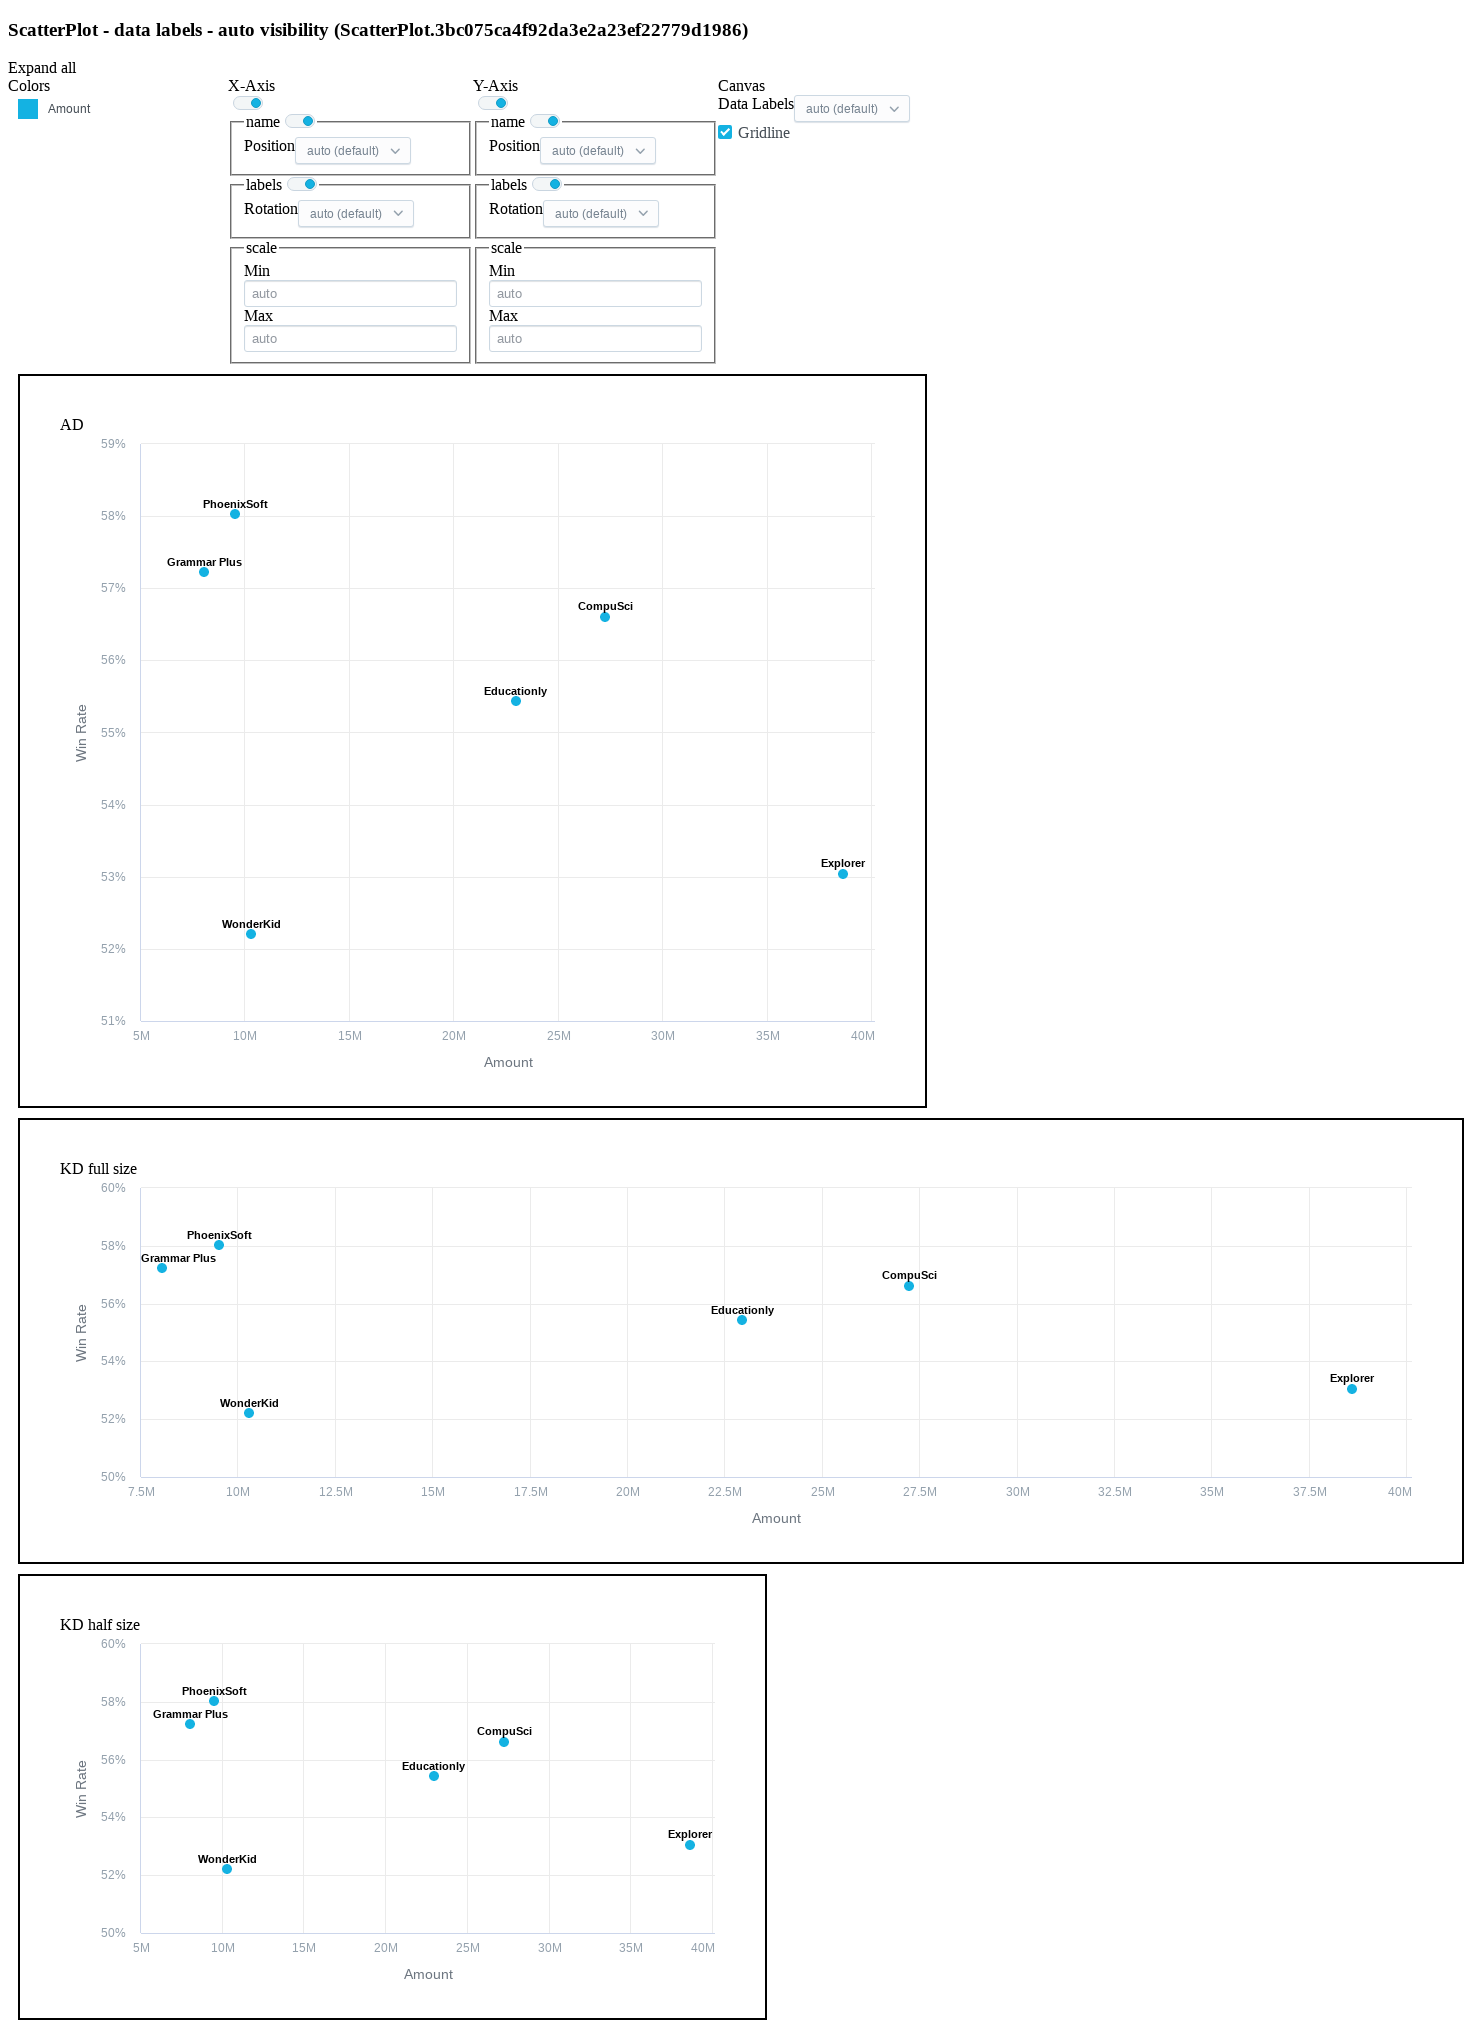 ScatterPlot - data labels - auto visibility (ScatterPlot.3bc075ca4f92da3e2a23ef22779d1986)
Expand all
Colors
Amount
X-Axis
name
Position auto (default)
labels
Rotation auto (default)
scale
Min
auto
Max
auto
Y-Axis
name
Position auto (default)
labels
Rotation auto (default)
scale
Min
auto
Max
auto
Canvas
Data Labels auto (default)
Gridline
AD
59%
58%
57%
56%
55%
54%
53%
52%
51%
Win Rate
PhoenixSoft
Grammar Plus
CompuSci
Educationly
Explorer
WonderKid
5M 10M 15M 20M 25M 30M 35M 40M
Amount
KD full size
60%
58%
56%
54%
52%
50%
Win Rate
PhoenixSoft
Grammar Plus
CompuSci
Educationly
Explorer
WonderKid
7.5M 10M 12.5M 15M 17.5M 20M 22.5M 25M 27.5M 30M 32.5M 35M 37.5M 40M
Amount
KD half size
60%
58%
56%
54%
52%
50%
Win Rate
PhoenixSoft
Grammar Plus
CompuSci
Educationly
Explorer
WonderKid
5M 10M 15M 20M 25M 30M 35M 40M
Amount